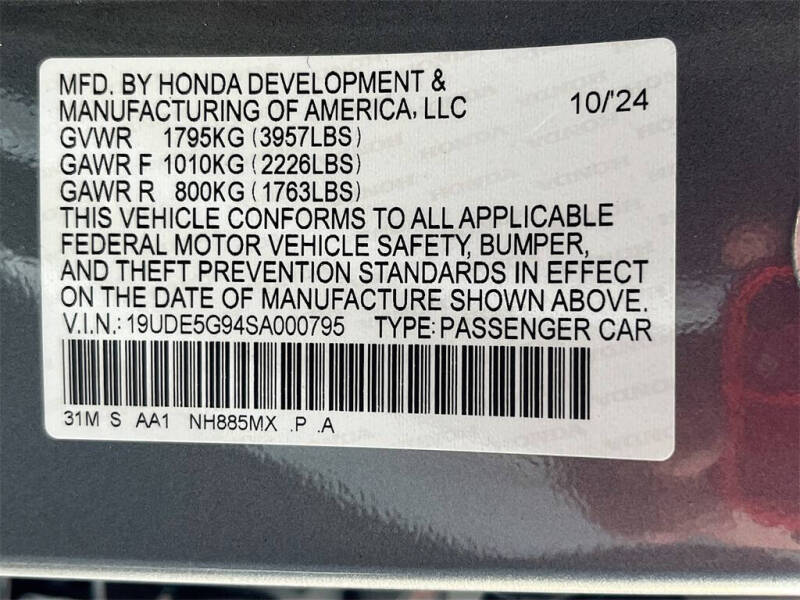 MFD. BY HONDA DEVELOPMENT &
MANUFACTURING OF AMERICA, LLC 10/'24
GVWR 1795KG (3957LBS)
GAWR F 1010KG (2226LBS)
GAWR R 800KG (1763LBS)
THIS VEHICLE CONFORMS TO ALL APPLICABLE
FEDERAL MOTOR VEHICLE SAFETY, BUMPER,
AND THEFT PREVENTION STANDARDS IN EFFECT
ON THE DATE OF MANUFACTURE SHOWN ABOVE.
V.I.N.: 19UDE5G94SA000795 TYPE: PASSENGER CAR
31M S AA1 NH885MX .P .A